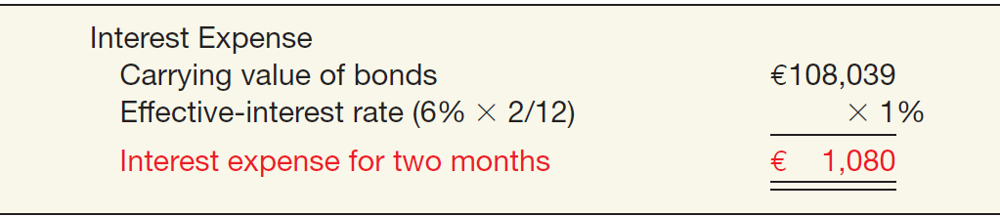 Interest Expense
Carrying value of bonds €108,039
Effective-interest rate (6% × 2/12) × 1%
Interest expense for two months € 1,080